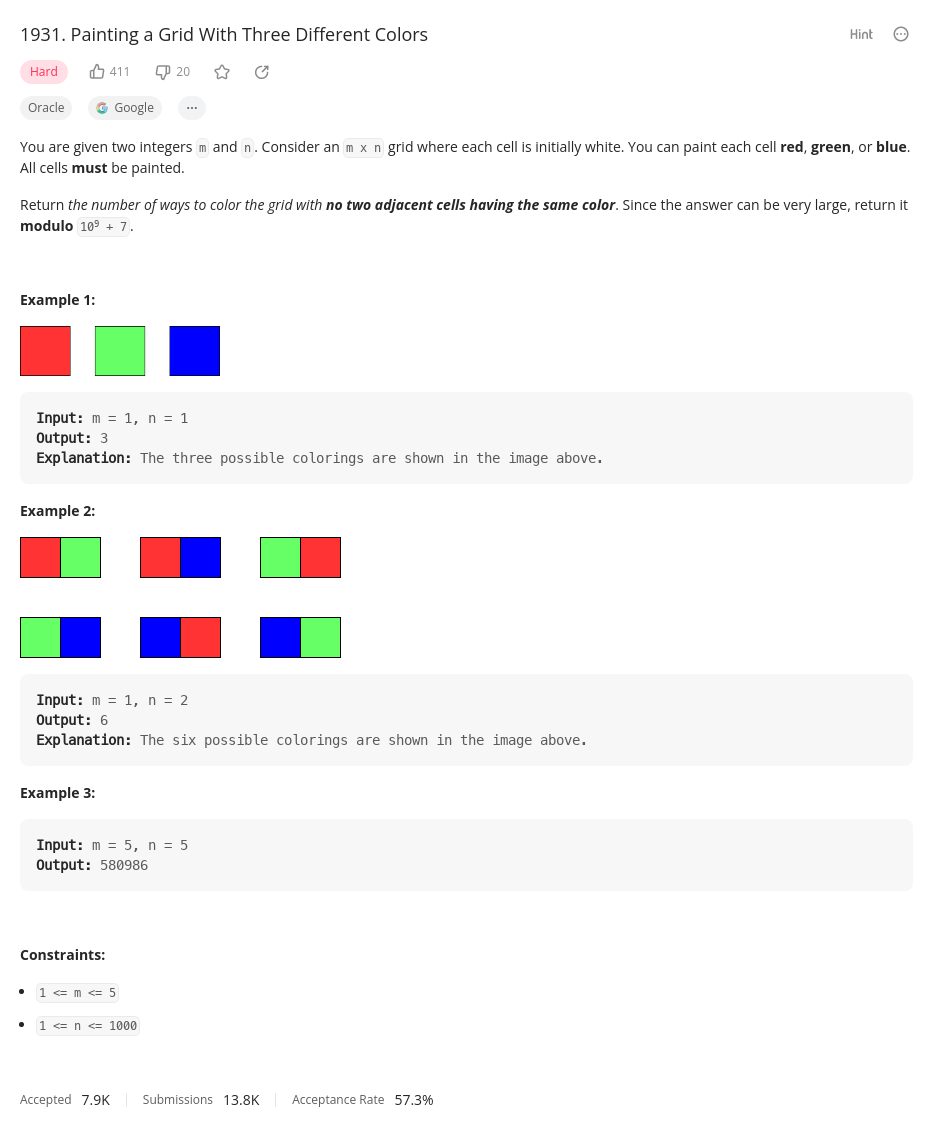 1931. Painting a Grid With Three Different Colors
Hint
Hard
411
20
Oracle
Google
You are given two integers m and n. Consider an m x n grid where each cell is initially white. You can paint each cell red, green, or blue.
All cells must be painted.
Return the number of ways to color the grid with no two adjacent cells having the same color. Since the answer can be very large, return it
modulo 10⁹ + 7.
Example 1:
Input: m = 1, n = 1
Output: 3
Explanation: The three possible colorings are shown in the image above.
Example 2:
Input: m = 1, n = 2
Output: 6
Explanation: The six possible colorings are shown in the image above.
Example 3:
Input: m = 5, n = 5
Output: 580986
Constraints:
1 <= m <= 5
1 <= n <= 1000
Accepted 7.9K Submissions 13.8K Acceptance Rate 57.3%